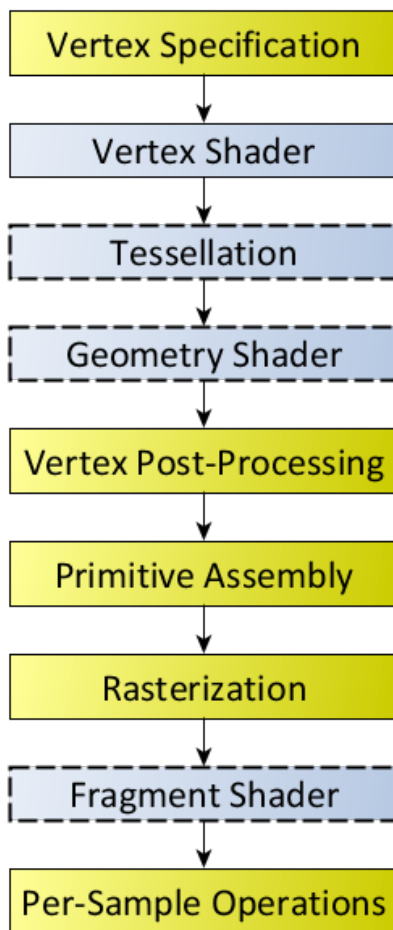 Vertex Specification
Vertex Shader
Tessellation
Geometry Shader
Vertex Post-Processing
Primitive Assembly
Rasterization
Fragment Shader
Per-Sample Operations